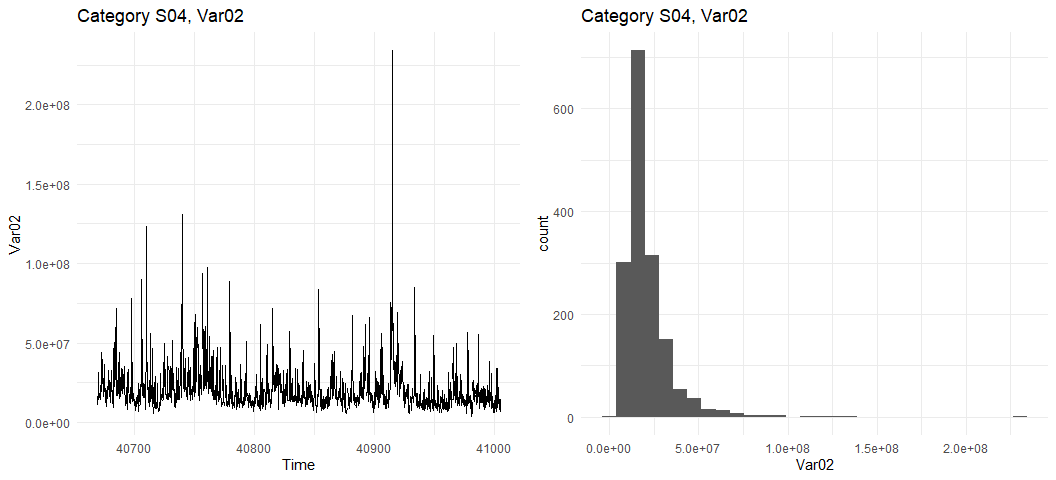 Category S04, Var02
Var02
2.0e+08
1.5e+08
1.0e+08
5.0e+07
0.0e+00
40700 40800 40900 41000
Time
Category S04, Var02
count
600
400
200
0
0.0e+00 5.0e+07 1.0e+08 1.5e+08 2.0e+08
Var02